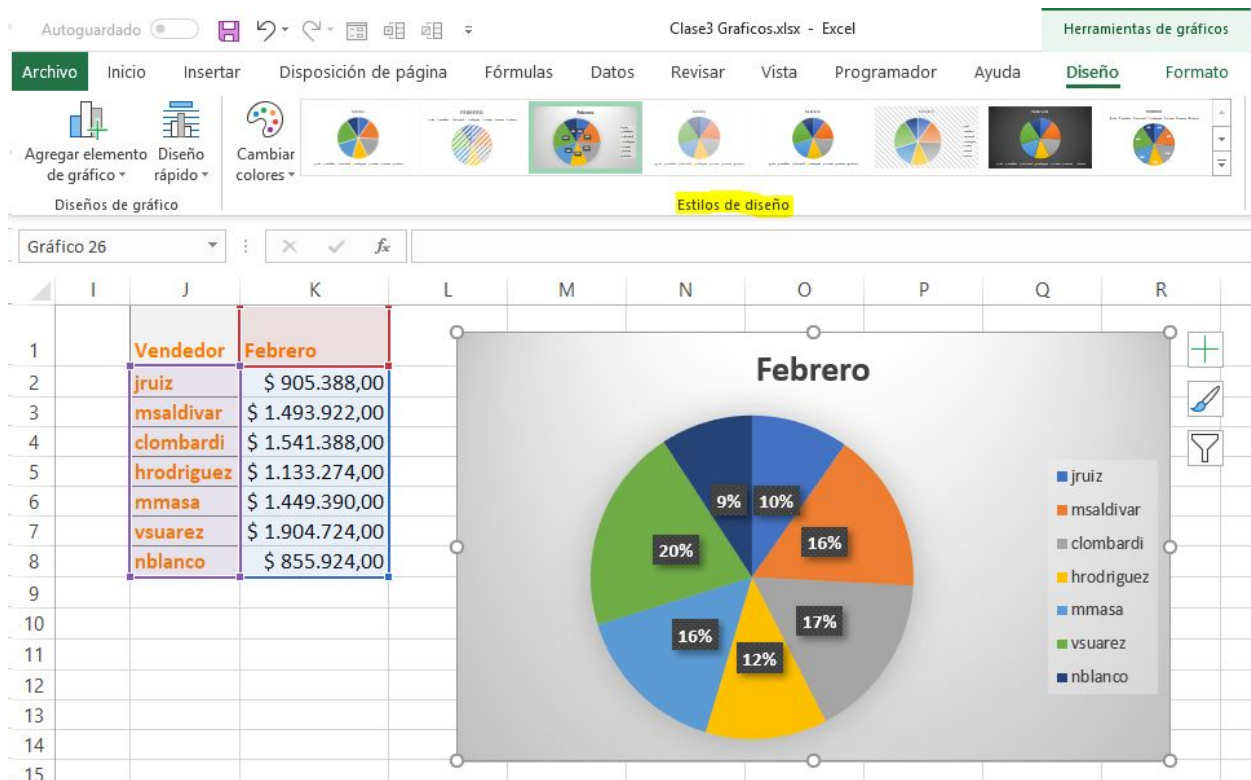 Autoguardado
Clase3 Graficos.xlsx - Excel
Herramientas de gráficos
Archivo Inicio Insertar Disposición de página Fórmulas Datos Revisar Vista Programador Ayuda Diseño Formato
Agregar elemento de gráfico
Diseño rápido
Cambiar colores
Diseños de gráfico
Estilos de diseño
Gráfico 26
fx
I J K L M N O P Q R
1 Vendedor Febrero
2 jruiz $ 905.388,00
3 msaldivar $ 1.493.922,00
4 clombardi $ 1.541.388,00
5 hrodriguez $ 1.133.274,00
6 mmasa $ 1.449.390,00
7 vsuarez $ 1.904.724,00
8 nblanco $ 855.924,00
9
10
11
12
13
14
15
Febrero
9% 10%
20% 16%
16% 17%
12%
jruiz
msaldivar
clombardi
hrodriguez
mmasa
vsuarez
nblanco